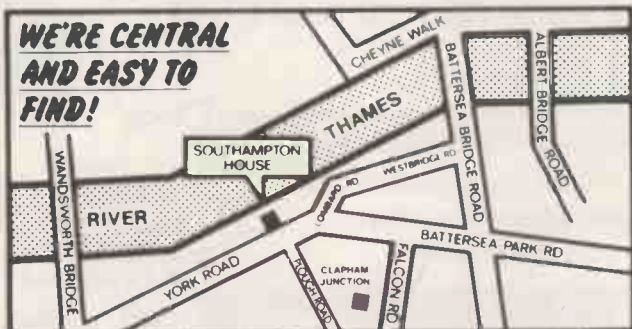 WE'RE CENTRAL
AND EASY TO
FIND!
CHEYNE WALK
BATTERSEA BRIDGE ROAD
ALBERT BRIDGE ROAD
THAMES
SOUTHAMPTON
HOUSE
WANDSWORTH BRIDGE
RIVER
WESTBRIDGE RD
LOMBARD RD
BATTERSEA PARK RD
YORK ROAD
PLOUGH ROAD
CLAPHAM
JUNCTION
FALCON RD